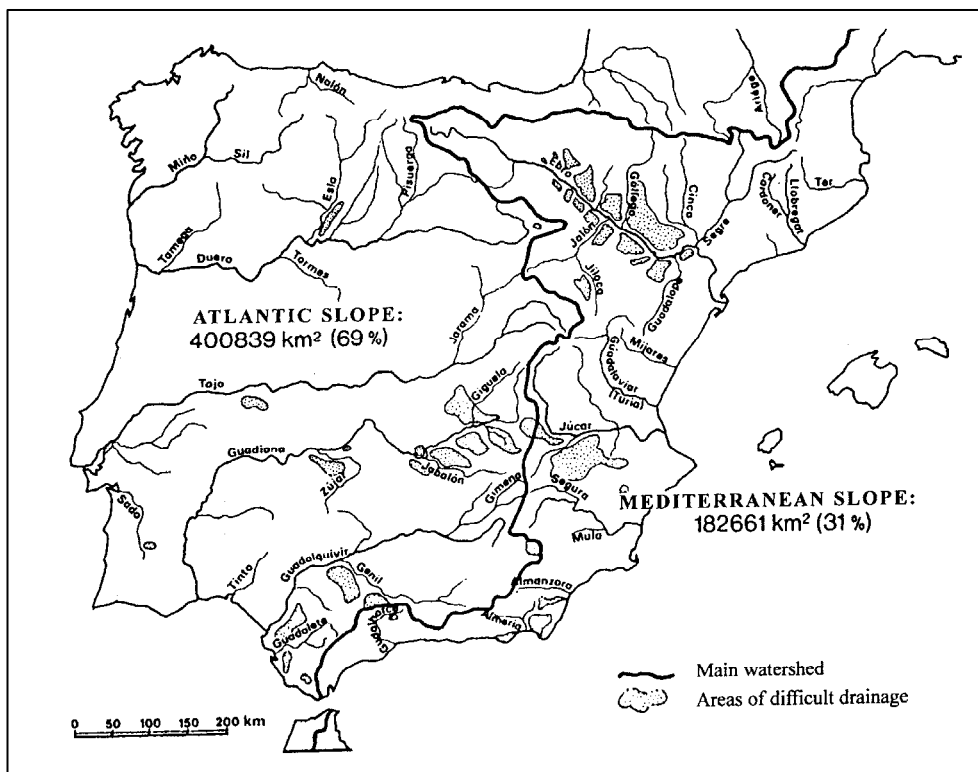 Nalón
Ariège
Miño
Sil
Esla
Pisuerga
Ebro
Gállego
Cinca
Segre
Cardoner
Llobregat
Ter
Tamega
Duero
Tormes
Jalón
Jiloca
Guadalope
ATLANTIC SLOPE:
400839 km² (69 %)
Jarama
Mijares
Guadalaviar
(Turia)
Tajo
Giguela
Júcar
Guadiana
Zújar
Jabalón
Gimena
Segura
MEDITERRANEAN SLOPE:
182661 km² (31 %)
Sado
Mula
Tinto
Guadalquivir
Genil
Almanzora
Almería
Guadalete
Guadalhorce
Main watershed
Areas of difficult drainage
0 50 100 150 200 km